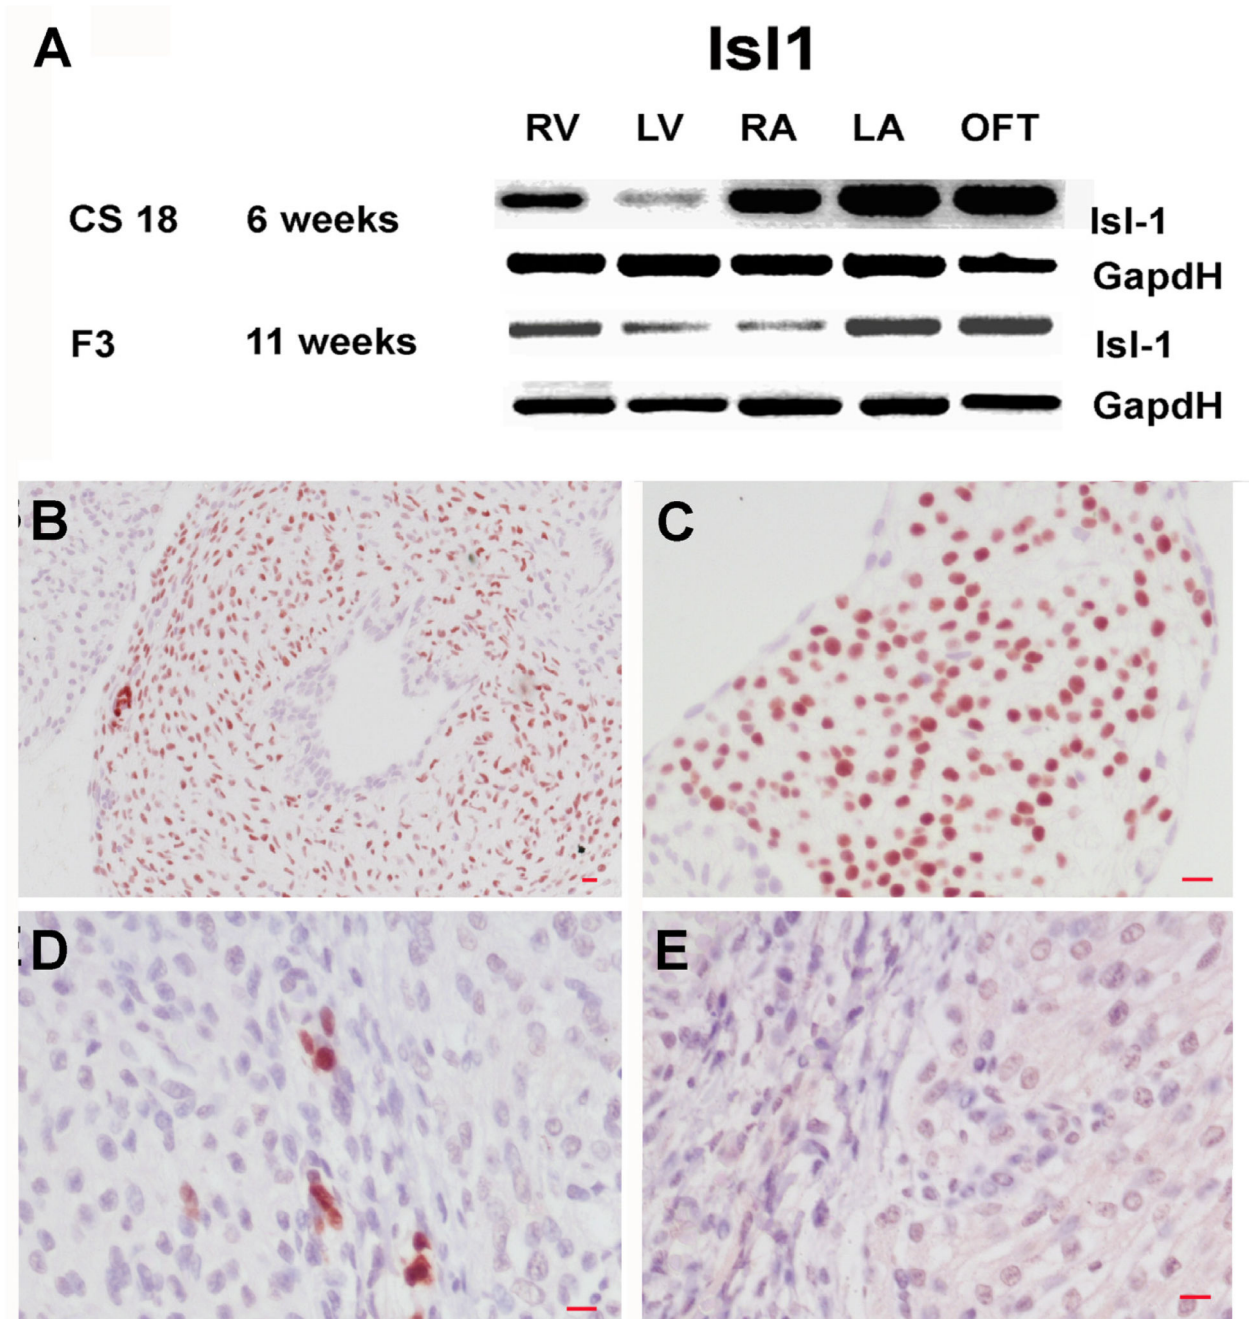 A
Isl1
RV LV RA LA OFT
CS 18 6 weeks Isl-1
GapdH
F3 11 weeks Isl-1
GapdH
B
C
D
E